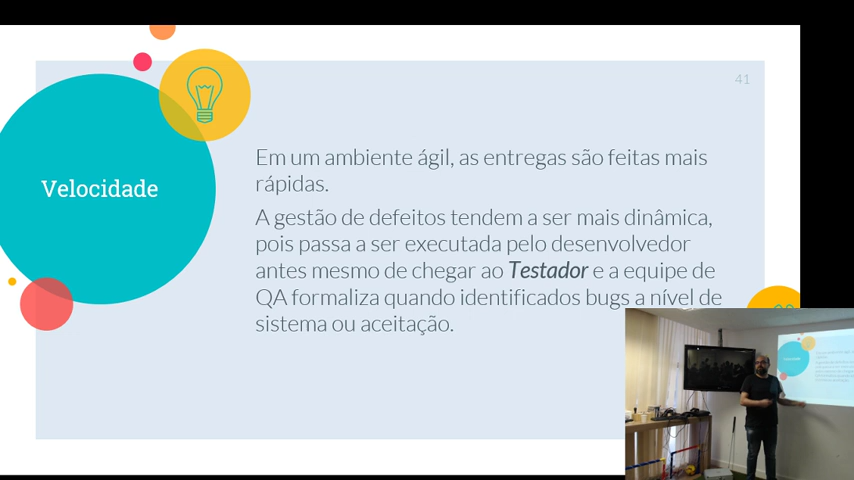 41
Velocidade
Em um ambiente ágil, as entregas são feitas mais
rápidas.
A gestão de defeitos tendem a ser mais dinâmica,
pois passa a ser executada pelo desenvolvedor
antes mesmo de chegar ao Testador e a equipe de
QA formaliza quando identificados bugs a nível de
sistema ou aceitação.